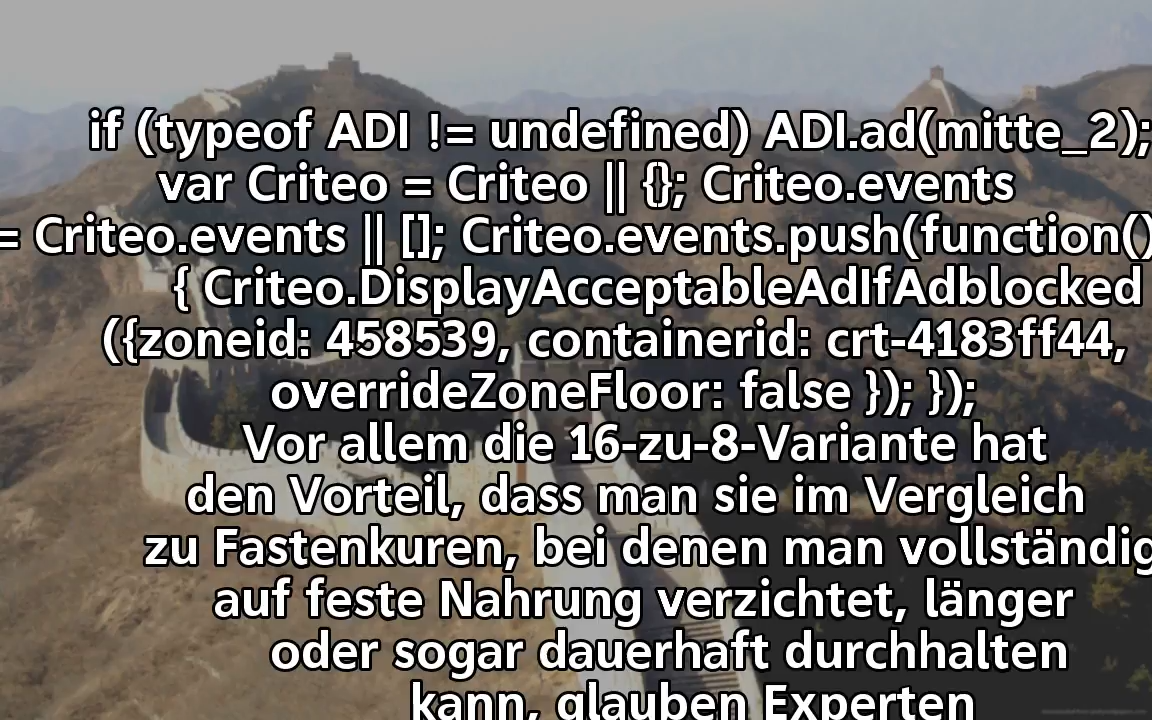 if (typeof ADI != undefined) ADI.ad(mitte_2);
var Criteo = Criteo || {}; Criteo.events
= Criteo.events || []; Criteo.events.push(function()
{ Criteo.DisplayAcceptableAdIfAdblocked
({zoneid: 458539, containerid: crt-4183ff44,
overrideZoneFloor: false }); });
Vor allem die 16-zu-8-Variante hat
den Vorteil, dass man sie im Vergleich
zu Fastenkuren, bei denen man vollständig
auf feste Nahrung verzichtet, länger
oder sogar dauerhaft durchhalten
kann, glauben Experten